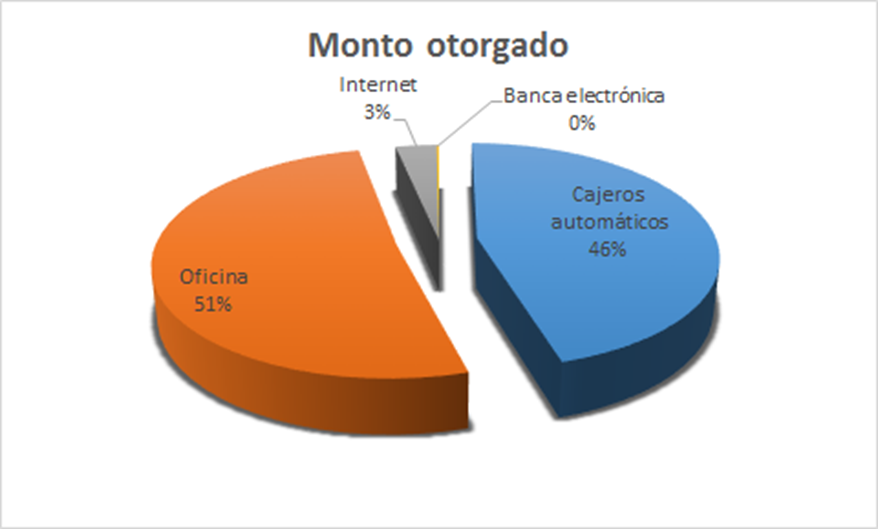 Monto otorgado
Internet
3%
Banca electrónica
0%
Cajeros
automáticos
46%
Oficina
51%